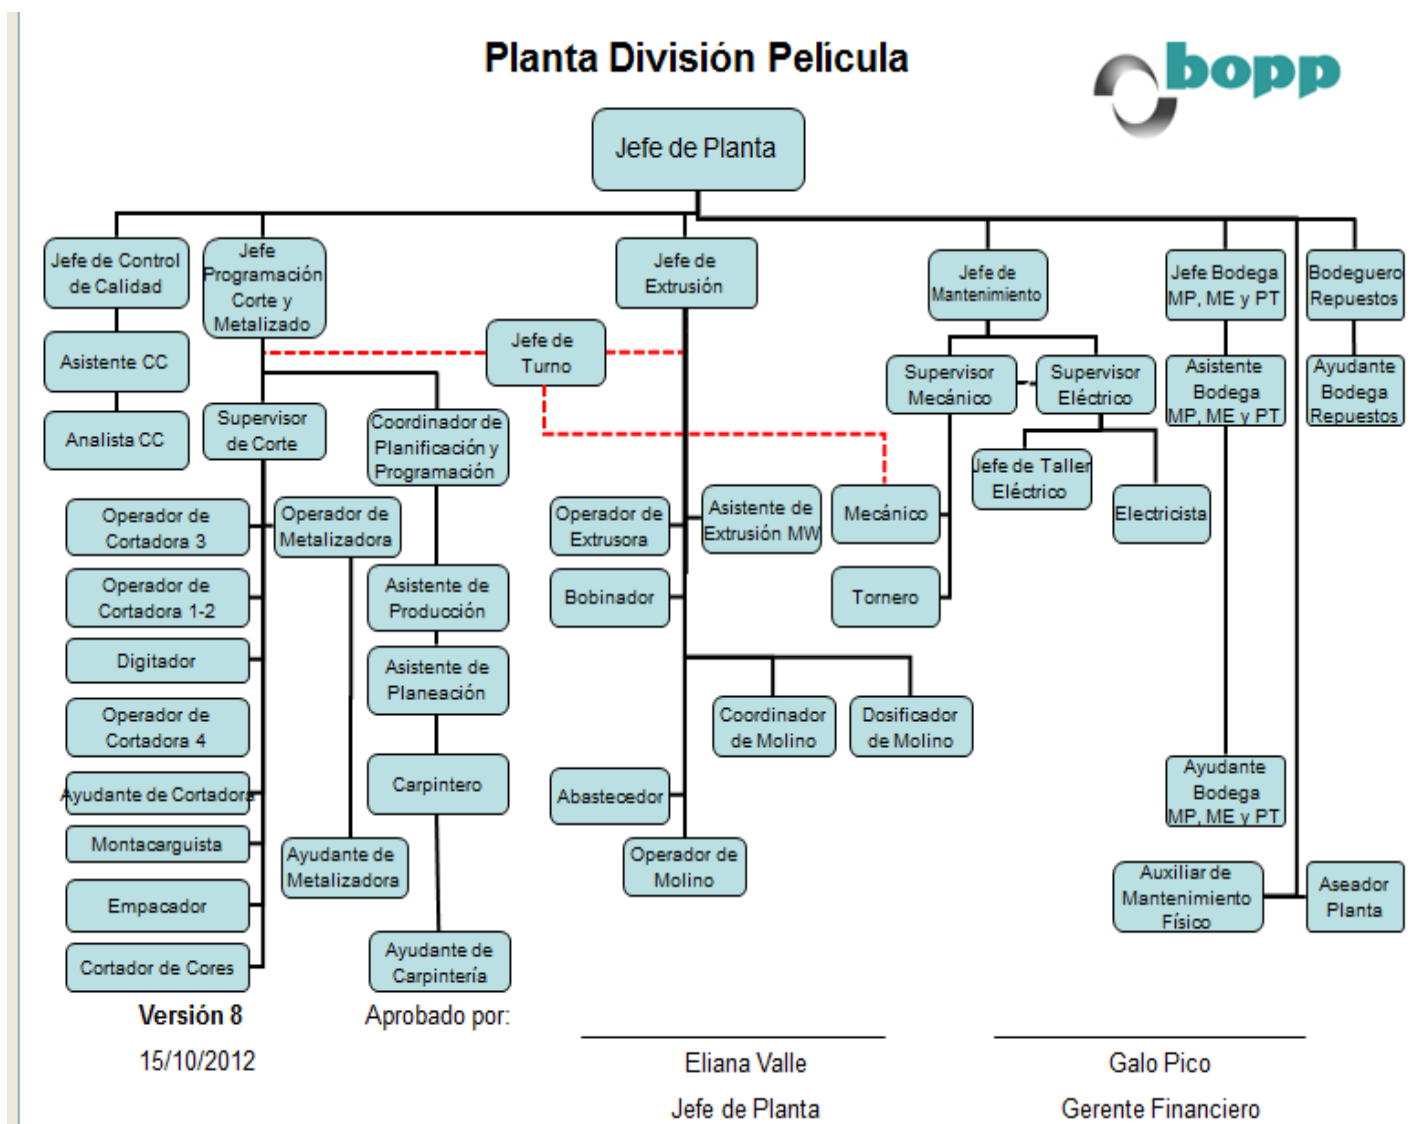 Planta División Película
bopp
Jefe de Planta
Jefe de Control
de Calidad
Jefe
Programación
Corte y
Metalizado
Jefe de
Extrusión
Jefe de
Mantenimiento
Jefe Bodega
MP, ME y PT
Bodeguero
Repuestos
Asistente CC
Jefe de
Turno
Supervisor
Mecánico
Supervisor
Eléctrico
Asistente
Bodega
MP, ME y PT
Ayudante
Bodega
Repuestos
Analista CC
Supervisor
de Corte
Coordinador de
Planificación y
Programación
Jefe de Taller
Eléctrico
Operador de
Cortadora 3
Operador de
Metalizadora
Operador de
Extrusora
Asistente de
Extrusión MW
Mecánico
Electricista
Operador de
Cortadora 1-2
Asistente de
Producción
Bobinador
Tornero
Digitador
Asistente de
Planeación
Operador de
Cortadora 4
Coordinador
de Molino
Dosificador
de Molino
Ayudante de Cortadora
Carpintero
Abastecedor
Ayudante
Bodega
MP, ME y PT
Montacarguista
Ayudante de
Metalizadora
Operador de
Molino
Empacador
Auxiliar de
Mantenimiento
Físico
Aseador
Planta
Cortador de Cores
Ayudante de
Carpintería
Versión 8
Aprobado por:
15/10/2012
Eliana Valle
Galo Pico
Jefe de Planta
Gerente Financiero